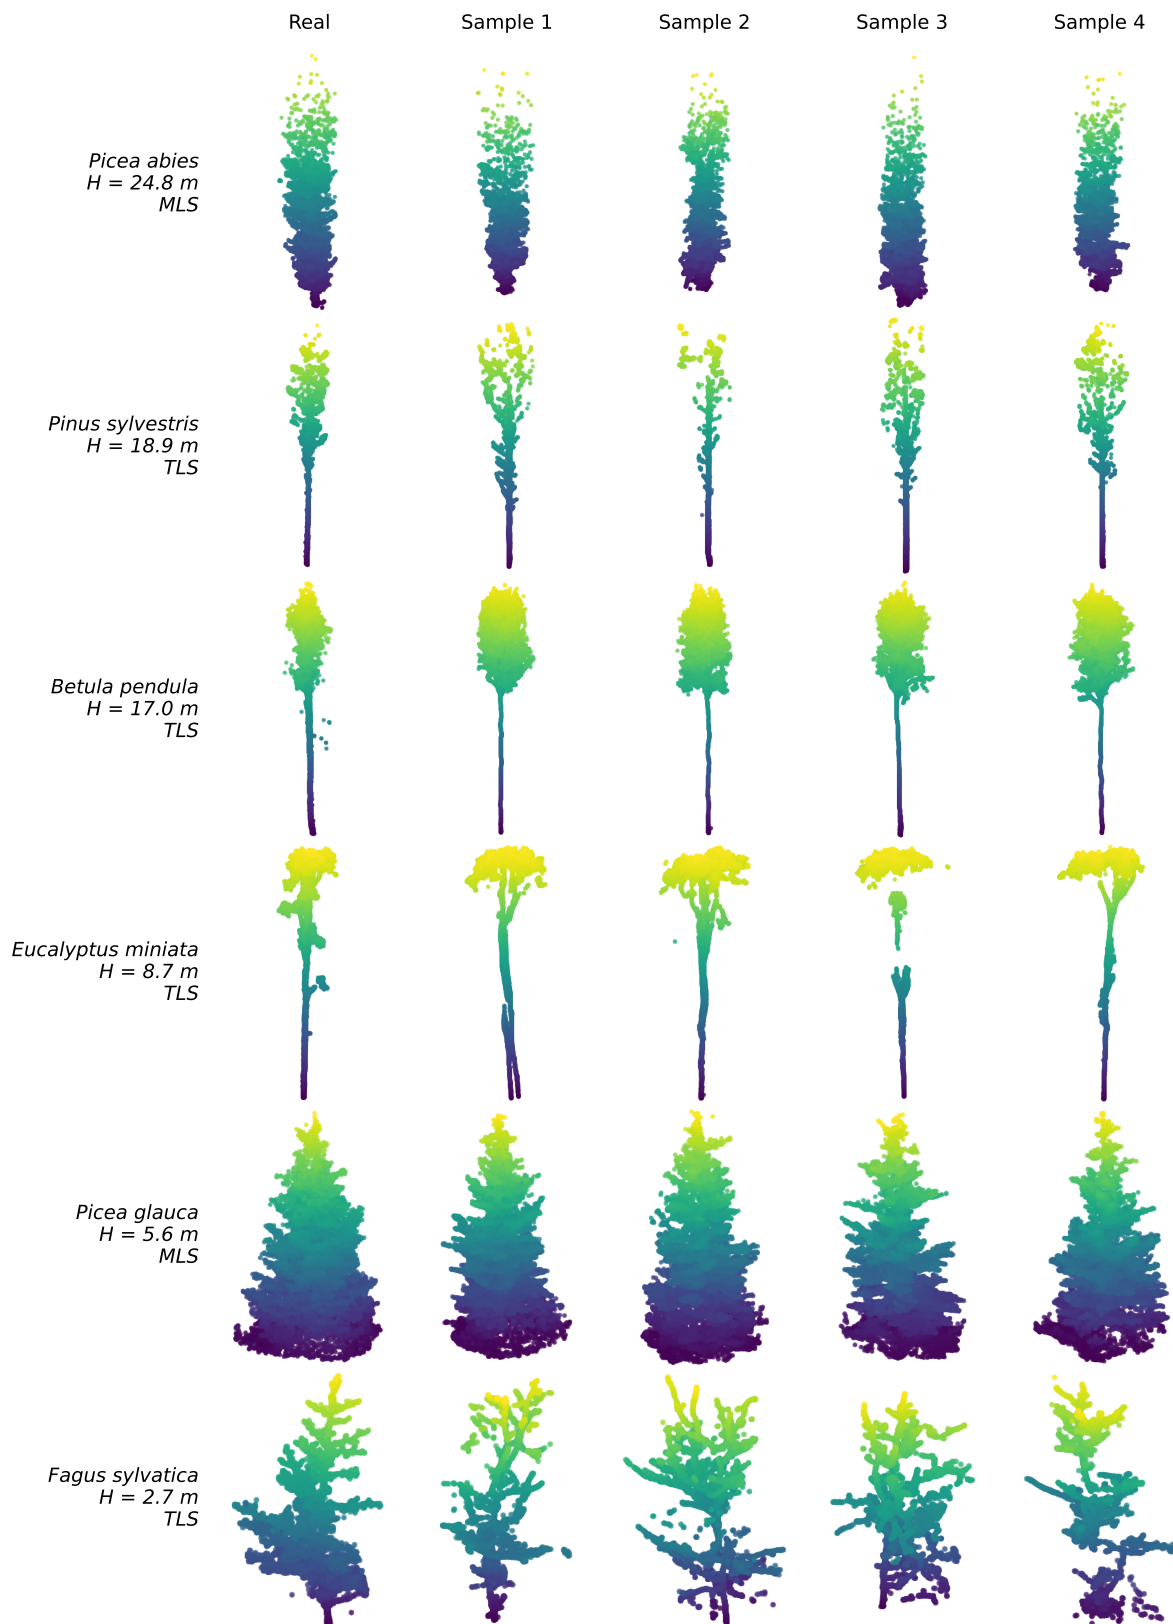 Real Sample 1 Sample 2 Sample 3 Sample 4
Picea abies
H = 24.8 m
MLS
Pinus sylvestris
H = 18.9 m
TLS
Betula pendula
H = 17.0 m
TLS
Eucalyptus miniata
H = 8.7 m
TLS
Picea glauca
H = 5.6 m
MLS
Fagus sylvatica
H = 2.7 m
TLS